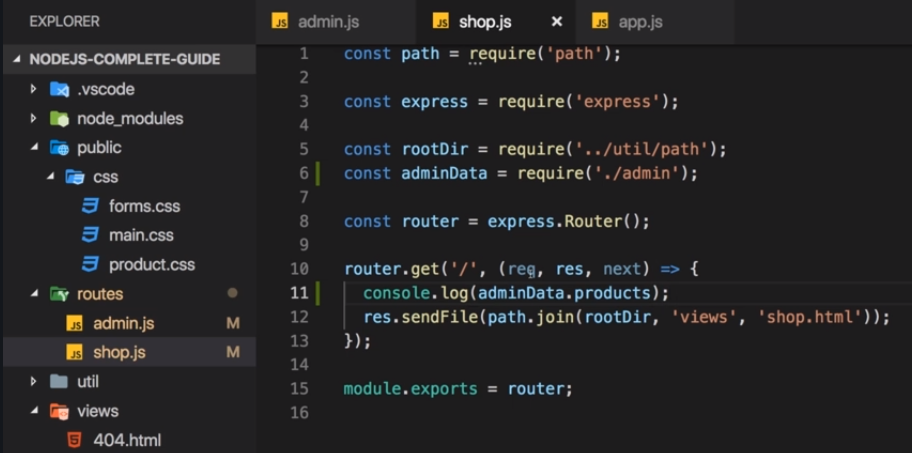 EXPLORER
NODEJS-COMPLETE-GUIDE
.vscode
node_modules
public
css
forms.css
main.css
product.css
routes
admin.js M
shop.js M
util
views
404.html
admin.js shop.js × app.js
1 const path = require('path');
2
3 const express = require('express');
4
5 const rootDir = require('../util/path');
6 const adminData = require('./admin');
7
8 const router = express.Router();
9
10 router.get('/', (req, res, next) => {
11 console.log(adminData.products);
12 res.sendFile(path.join(rootDir, 'views', 'shop.html'));
13 });
14
15 module.exports = router;
16